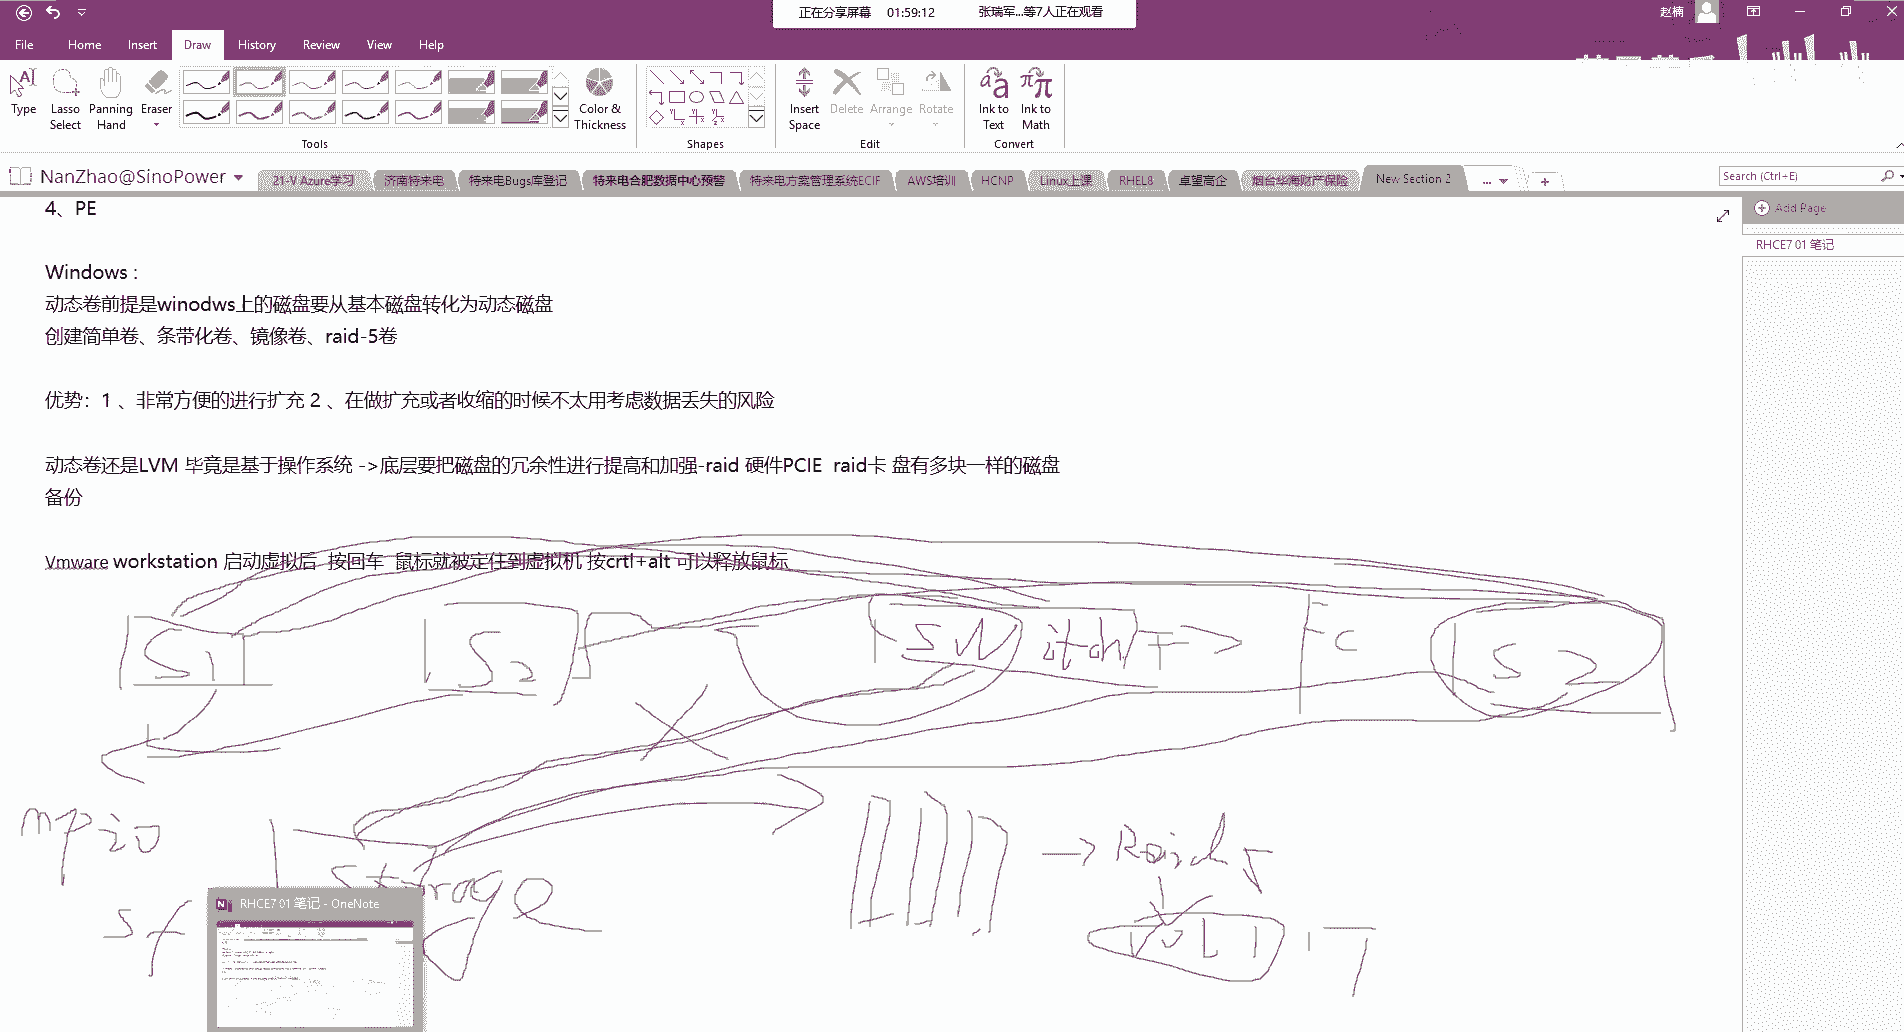 正在分享屏幕 01:59:12 张瑞军...等7人正在观看
赵楠
File Home Insert Draw History Review View Help
Type Lasso Select Panning Hand Eraser Color & Thickness Insert Space Delete Arrange Rotate Ink to Text Ink to Math
Tools Shapes Edit Convert
NanZhao@SinoPower 21-V Azure学习 济南特来电 特来电Bugs库登记 特来电合肥数据中心预警 特来电方案管理系统ECIF AWS培训 HCNP Linux上课 RHEL8 卓望高企 烟台华海财产保险 New Section 2 ... Search (Ctrl+E)
Add Page
RHCE7 01 笔记
4、PE
Windows :
动态卷前提是winodws上的磁盘要从基本磁盘转化为动态磁盘
创建简单卷、条带化卷、镜像卷、raid-5卷
优势：1 、非常方便的进行扩充 2 、在做扩充或者收缩的时候不太用考虑数据丢失的风险
动态卷还是LVM 毕竟是基于操作系统 ->底层要把磁盘的冗余性进行提高和加强-raid 硬件PCIE raid卡 盘有多块一样的磁盘
备份
Vmware workstation 启动虚拟后 按回车 鼠标就被定住到虚拟机 按crtl+alt 可以释放鼠标
S1 S2 SWitch FC S2
mpio
Storage
Raid 5
RHCE7 01 笔记 - OneNote